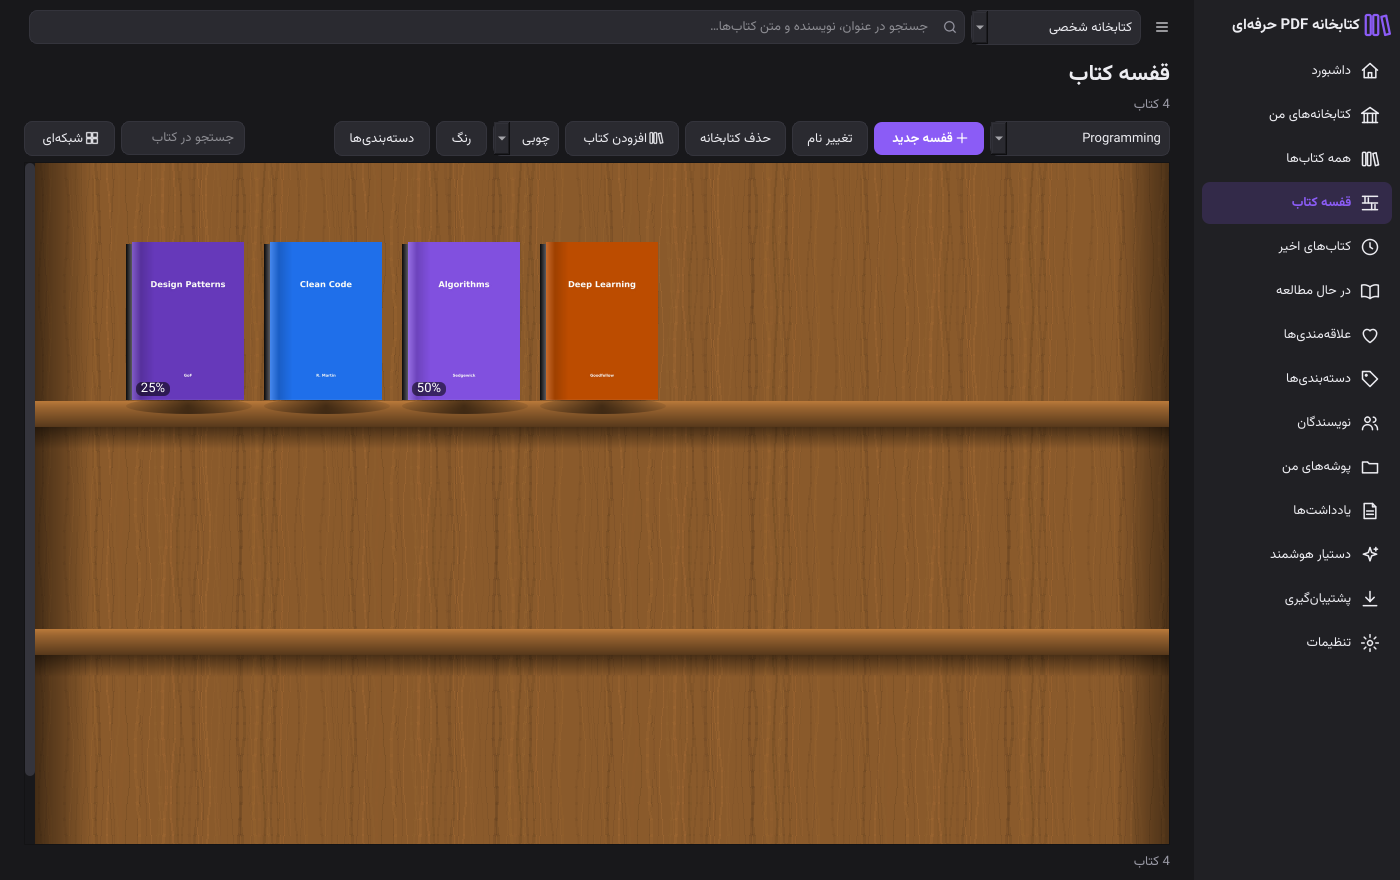 کتابخانه PDF حرفه‌ای
داشبورد
کتابخانه‌های من
همه کتاب‌ها
قفسه کتاب
کتاب‌های اخیر
در حال مطالعه
علاقه‌مندی‌ها
دسته‌بندی‌ها
نویسندگان
پوشه‌های من
یادداشت‌ها
دستیار هوشمند
پشتیبان‌گیری
تنظیمات
کتابخانه شخصی
جستجو در عنوان، نویسنده و متن کتاب‌ها...
قفسه کتاب
4 کتاب
Programming
قفسه جدید
تغییر نام
حذف کتابخانه
افزودن کتاب
چوبی
رنگ
دسته‌بندی‌ها
جستجو در کتاب
شبکه‌ای
Design Patterns
GoF
25%
Clean Code
R. Martin
Algorithms
Sedgewick
50%
Deep Learning
Goodfellow
4 کتاب